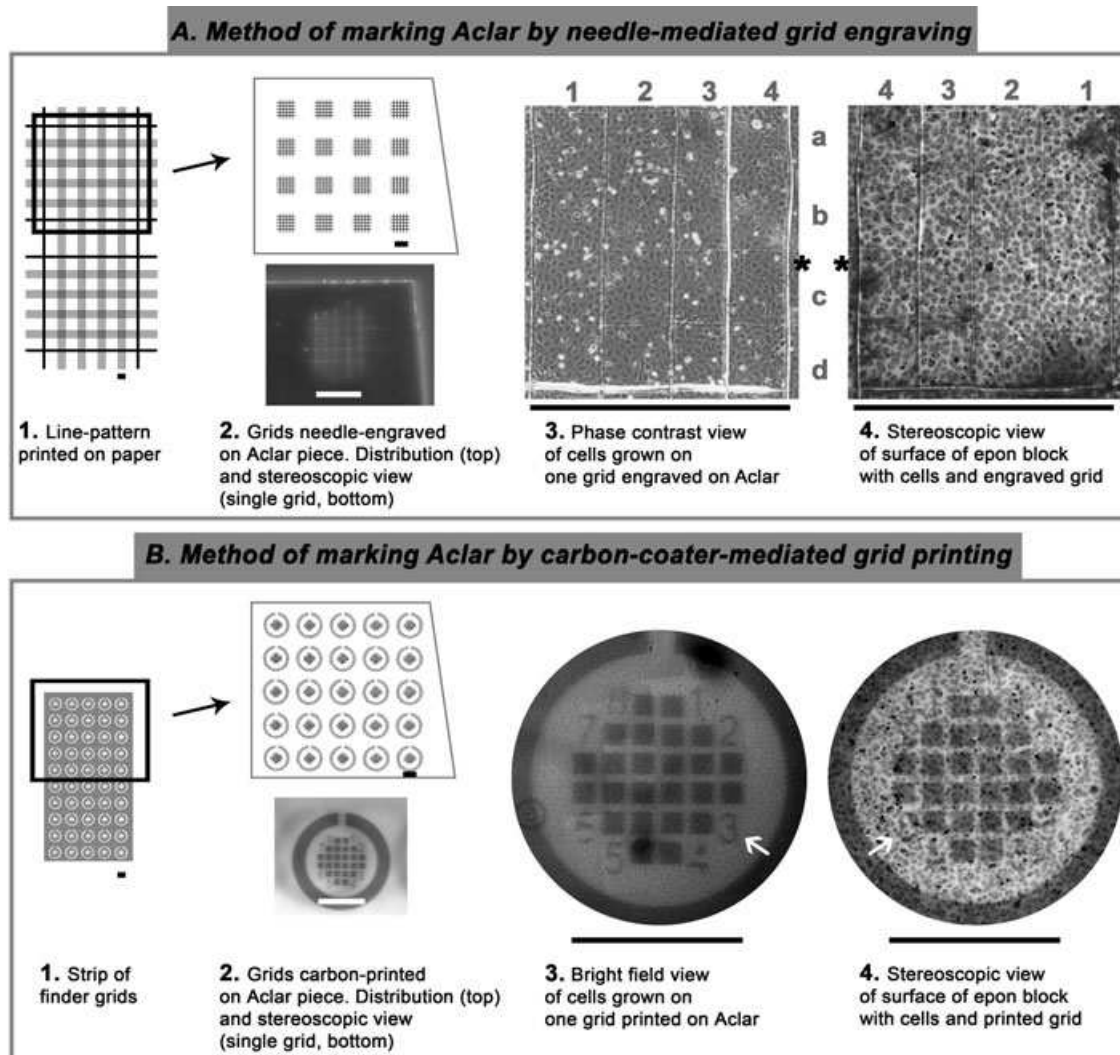 A. Method of marking Aclar by needle-mediated grid engraving
1 2 3 4
4 3 2 1
a
b
* *
c
d
1. Line-pattern
printed on paper
2. Grids needle-engraved
on Aclar piece. Distribution (top)
and stereoscopic view
(single grid, bottom)
3. Phase contrast view
of cells grown on
one grid engraved on Aclar
4. Stereoscopic view
of surface of epon block
with cells and engraved grid
B. Method of marking Aclar by carbon-coater-mediated grid printing
1
7 2
3
5 4
1. Strip of
finder grids
2. Grids carbon-printed
on Aclar piece. Distribution (top)
and stereoscopic view
(single grid, bottom)
3. Bright field view
of cells grown on
one grid printed on Aclar
4. Stereoscopic view
of surface of epon block
with cells and printed grid